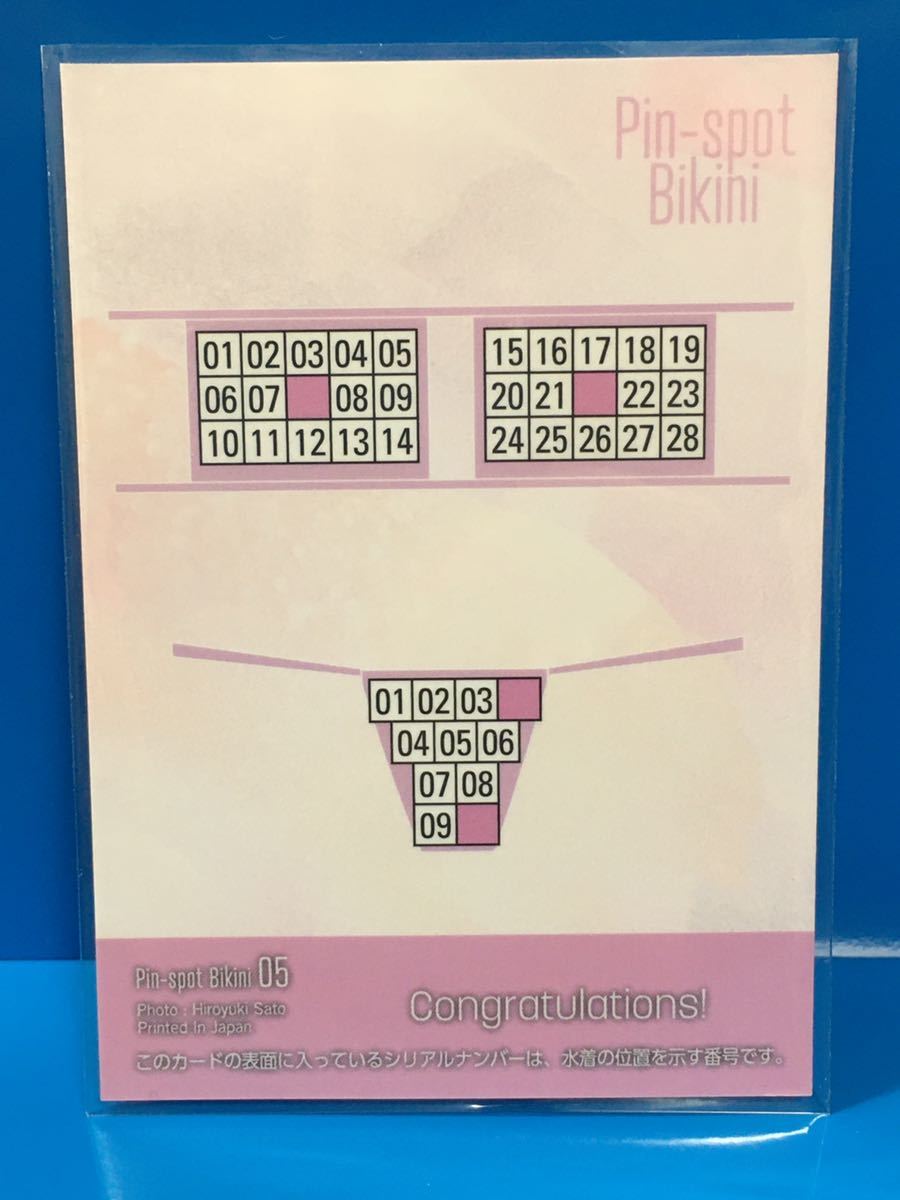 Pin-spot
Bikini
01 02 03 04 05
06 07 08 09
10 11 12 13 14
15 16 17 18 19
20 21 22 23
24 25 26 27 28
01 02 03
04 05 06
07 08
09
Pin-spot Bikini 05
Photo : Hiroyuki Sato
Printed In Japan
Congratulations!
このカードの表面に入っているシリアルナンバーは、水着の位置を示す番号です。